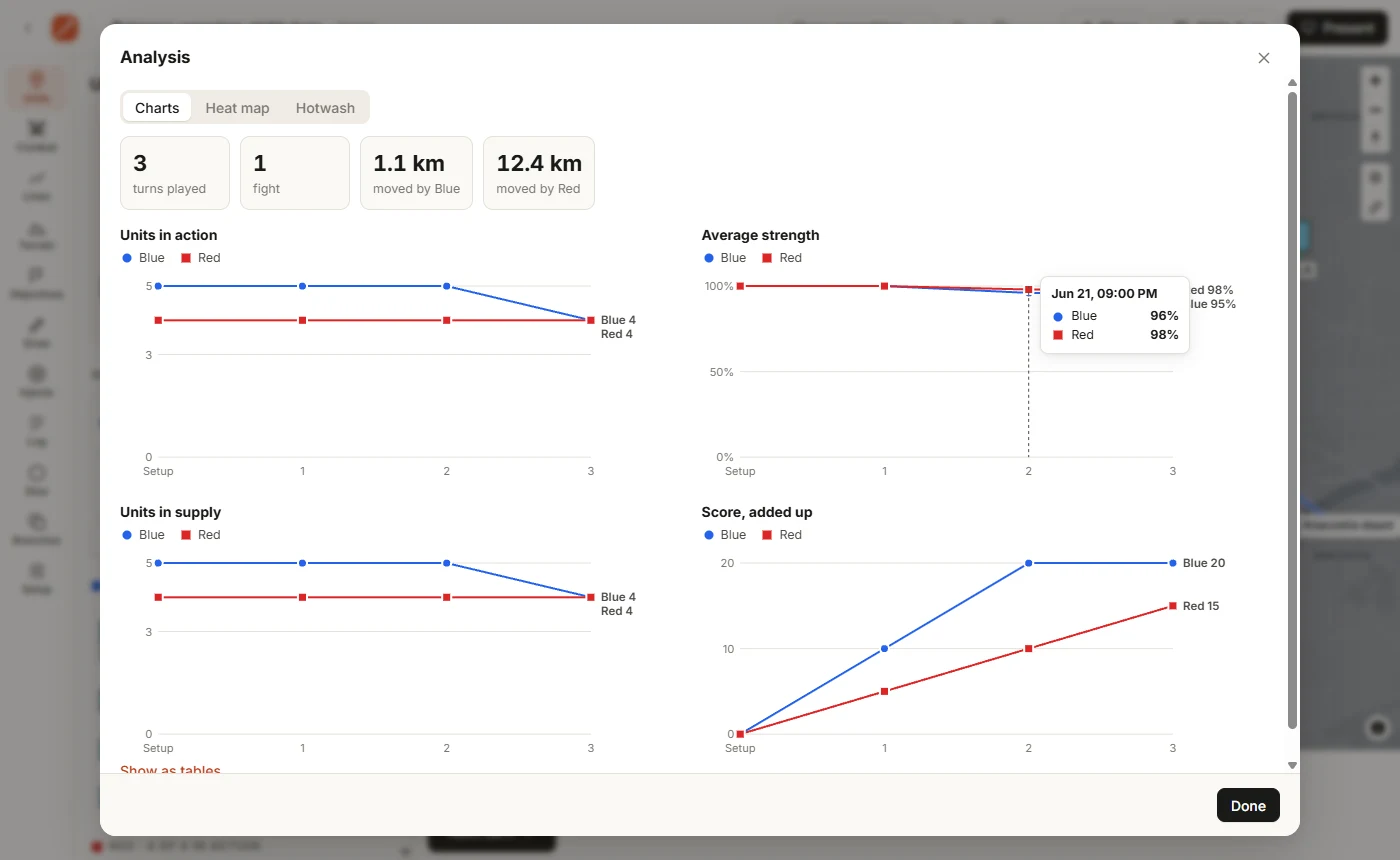 Analysis
Charts
Heat map
Hotwash
3
turns played
1
fight
1.1 km
moved by Blue
12.4 km
moved by Red
Units in action
Blue
Red
5
3
0
Setup
1
2
3
Blue 4
Red 4
Average strength
Blue
Red
100%
50%
0%
Setup
1
2
3
ed 98%
lue 95%
Jun 21, 09:00 PM
Blue 96%
Red 98%
Units in supply
Blue
Red
5
3
0
Setup
1
2
3
Blue 4
Red 4
Score, added up
Blue
Red
20
10
0
Setup
1
2
3
Blue 20
Red 15
Show as tables
Done